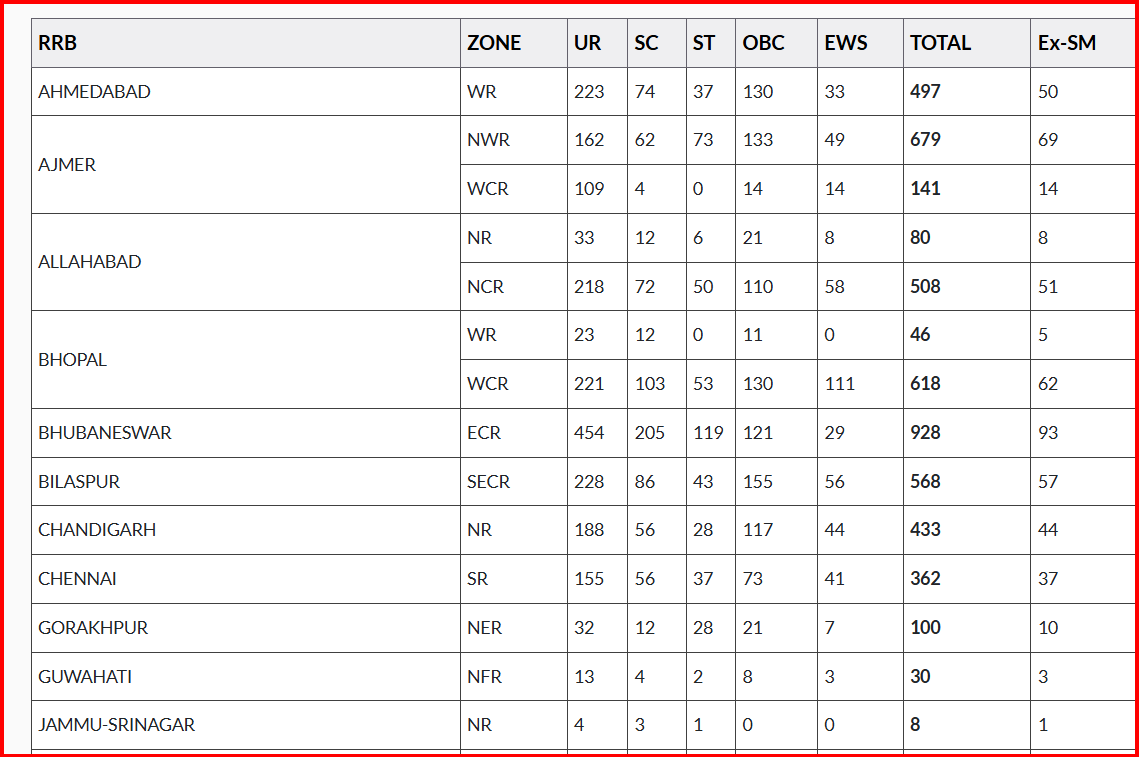 RRB ZONE UR SC ST OBC EWS TOTAL Ex-SM
AHMEDABAD WR 223 74 37 130 33 497 50
AJMER NWR 162 62 73 133 49 679 69
WCR 109 4 0 14 14 141 14
ALLAHABAD NR 33 12 6 21 8 80 8
NCR 218 72 50 110 58 508 51
BHOPAL WR 23 12 0 11 0 46 5
WCR 221 103 53 130 111 618 62
BHUBANESWAR ECR 454 205 119 121 29 928 93
BILASPUR SECR 228 86 43 155 56 568 57
CHANDIGARH NR 188 56 28 117 44 433 44
CHENNAI SR 155 56 37 73 41 362 37
GORAKHPUR NER 32 12 28 21 7 100 10
GUWAHATI NFR 13 4 2 8 3 30 3
JAMMU-SRINAGAR NR 4 3 1 0 0 8 1